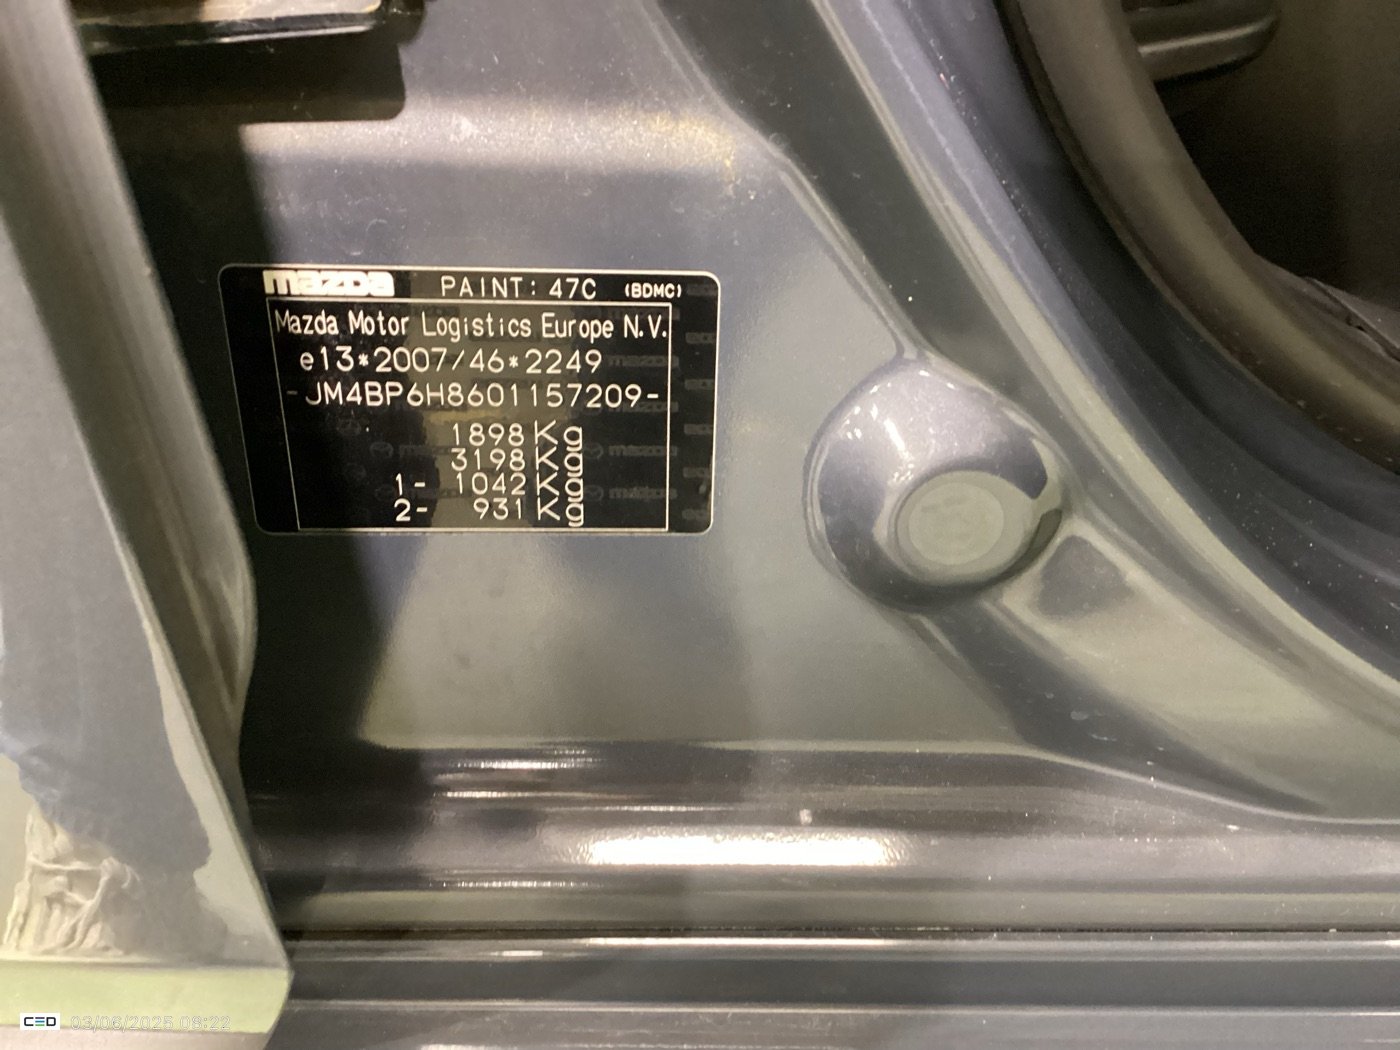 mazda PAINT: 47C (BDMC)
Mazda Motor Logistics Europe N.V.
e13*2007/46*2249
-JM4BP6H8601157209-
1898 Kg
3198 Kg
1- 1042 Kg
2- 931 Kg
CED 03/06/2025 08:22